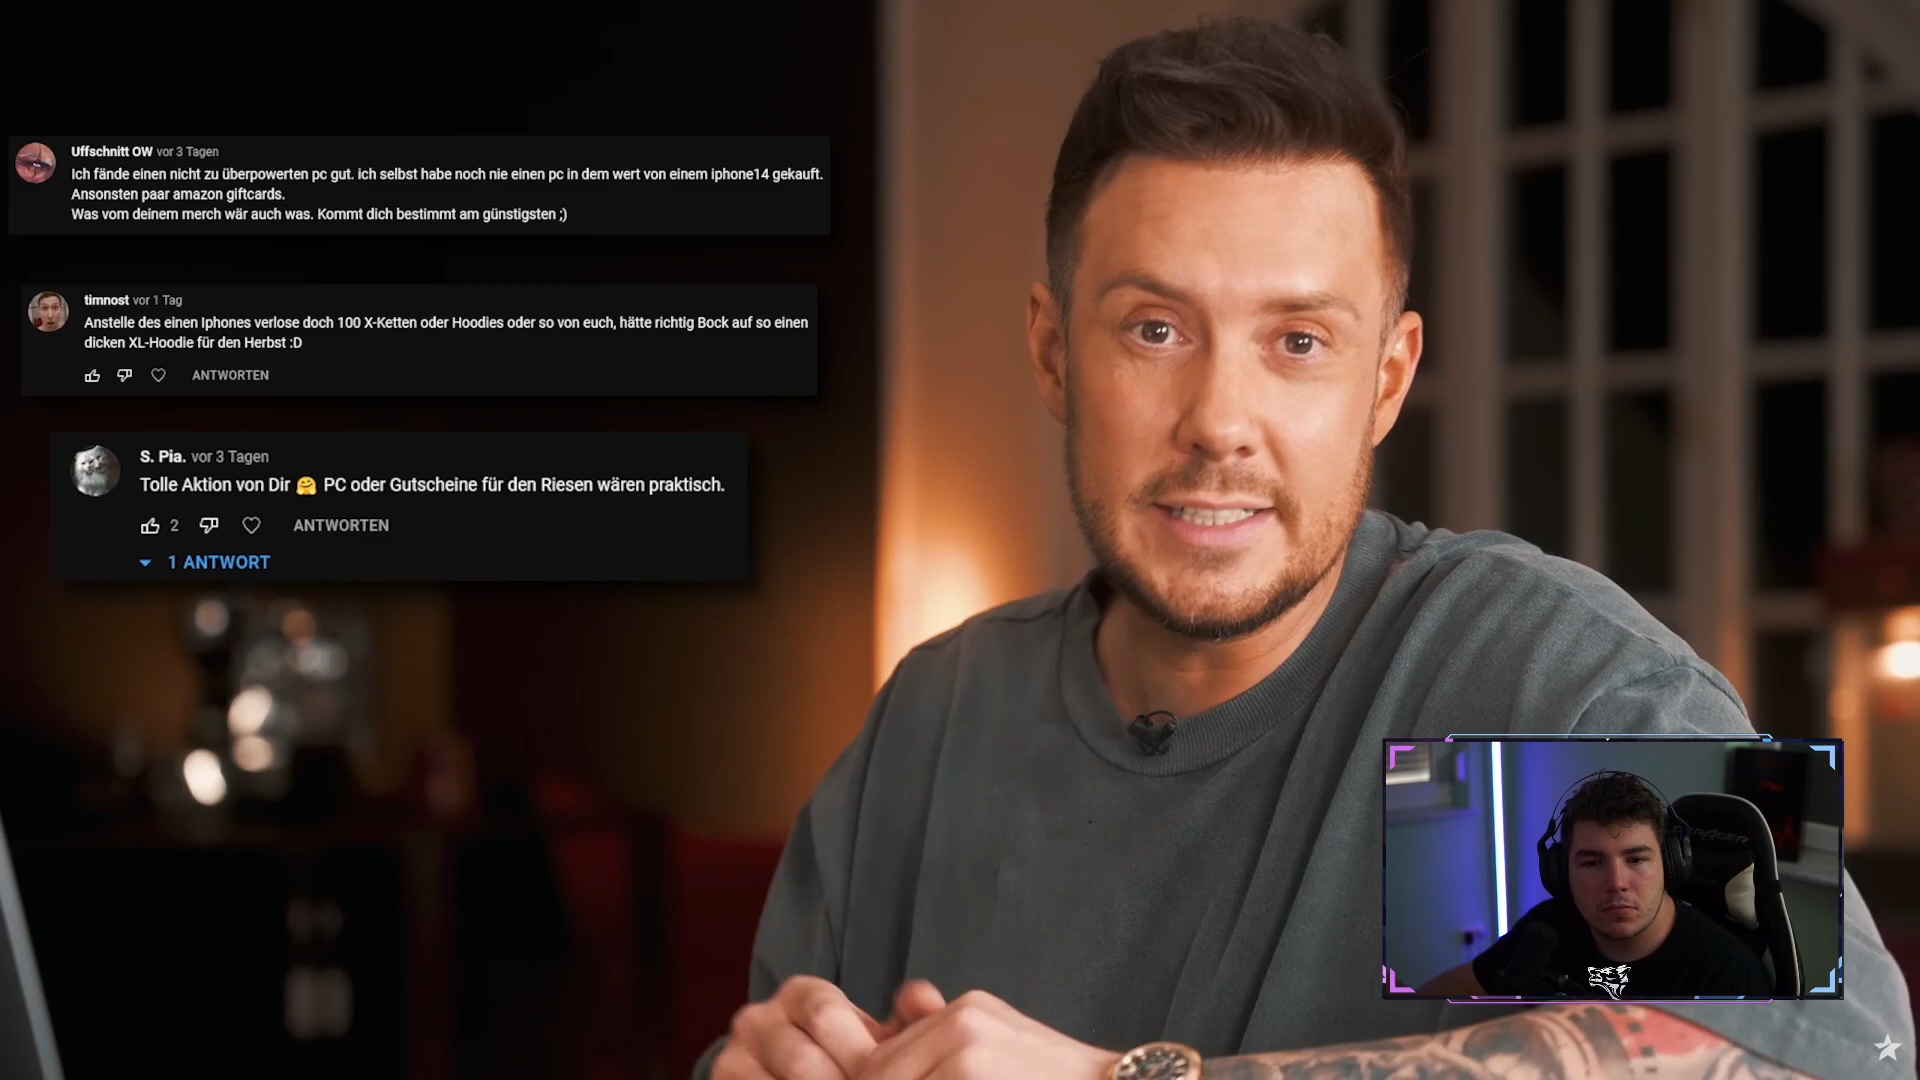 Uffschnitt OW vor 3 Tagen
Ich fände einen nicht zu überpowerten pc gut. ich selbst habe noch nie einen pc in dem wert von einem iphone14 gekauft.
Ansonsten paar amazon giftcards.
Was vom deinem merch wär auch was. Kommt dich bestimmt am günstigsten ;)
timnost vor 1 Tag
Anstelle des einen Iphones verlose doch 100 X-Ketten oder Hoodies oder so von euch, hätte richtig Bock auf so einen
dicken XL-Hoodie für den Herbst :D
ANTWORTEN
S. Pia. vor 3 Tagen
Tolle Aktion von Dir 🤗 PC oder Gutscheine für den Riesen wären praktisch.
2 ANTWORTEN
1 ANTWORT